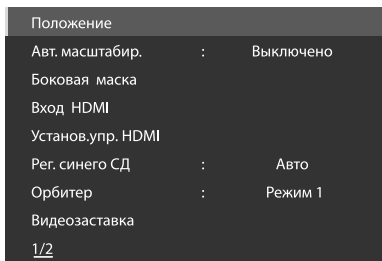 Положение
Авт. масштабир. : Выключено
Боковая маска
Вход HDMI
Установ.упр. HDMI
Рег. синего СД : Авто
Орбитер : Режим 1
Видеозаставка
1/2